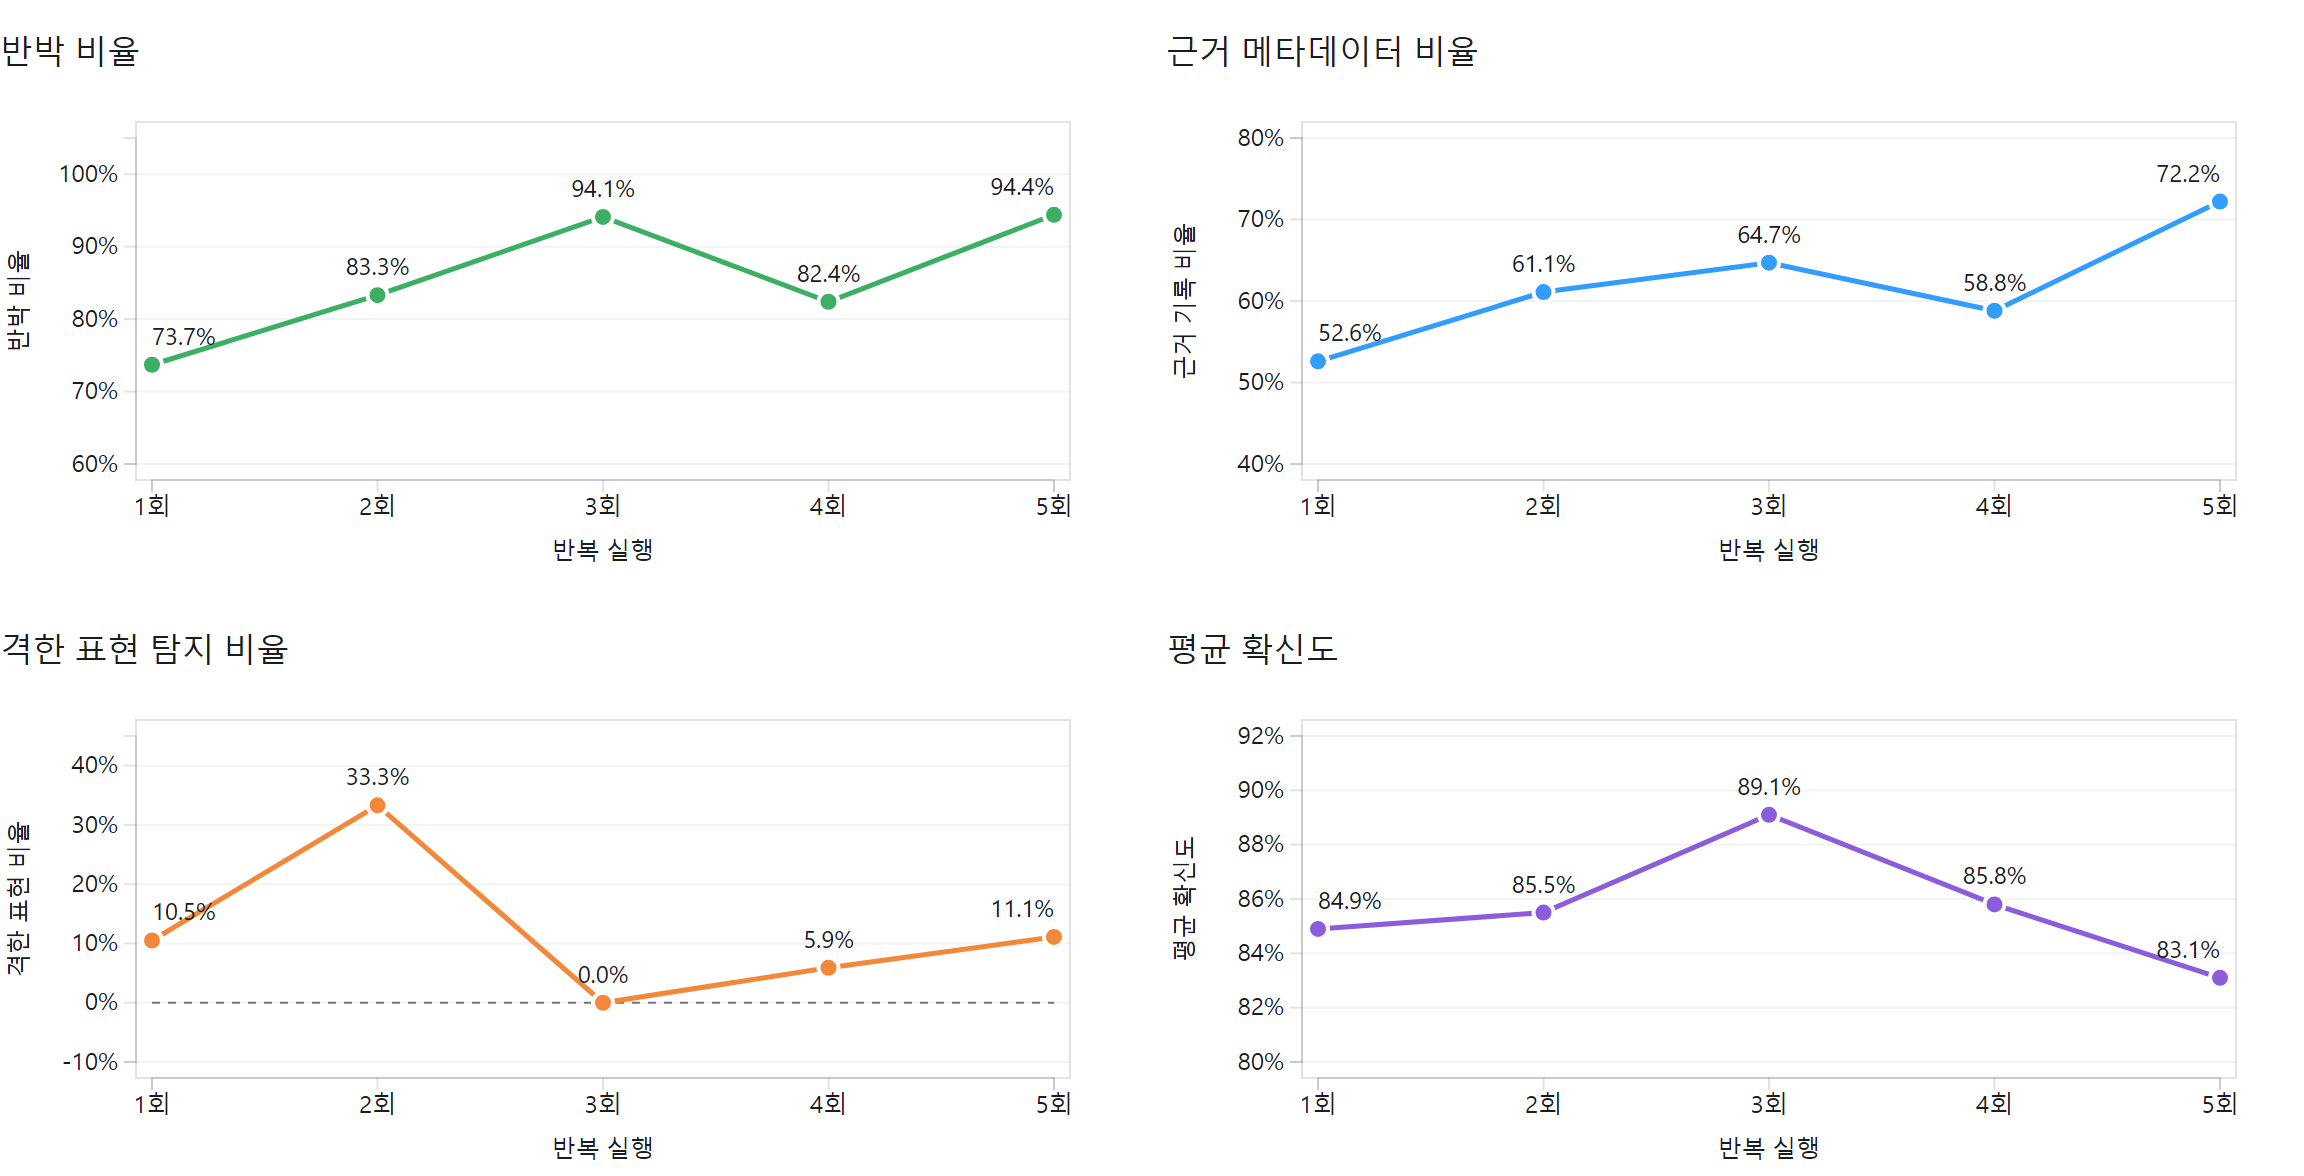 반박 비율
100%
90%
80%
70%
60%
반박 비율
73.7%
83.3%
94.1%
82.4%
94.4%
1회
2회
3회
4회
5회
반복 실행
근거 메타데이터 비율
80%
70%
60%
50%
40%
근거 기록 비율
52.6%
61.1%
64.7%
58.8%
72.2%
1회
2회
3회
4회
5회
반복 실행
격한 표현 탐지 비율
40%
30%
20%
10%
0%
-10%
격한 표현 비율
10.5%
33.3%
0.0%
5.9%
11.1%
1회
2회
3회
4회
5회
반복 실행
평균 확신도
92%
90%
88%
86%
84%
82%
80%
평균 확신도
84.9%
85.5%
89.1%
85.8%
83.1%
1회
2회
3회
4회
5회
반복 실행